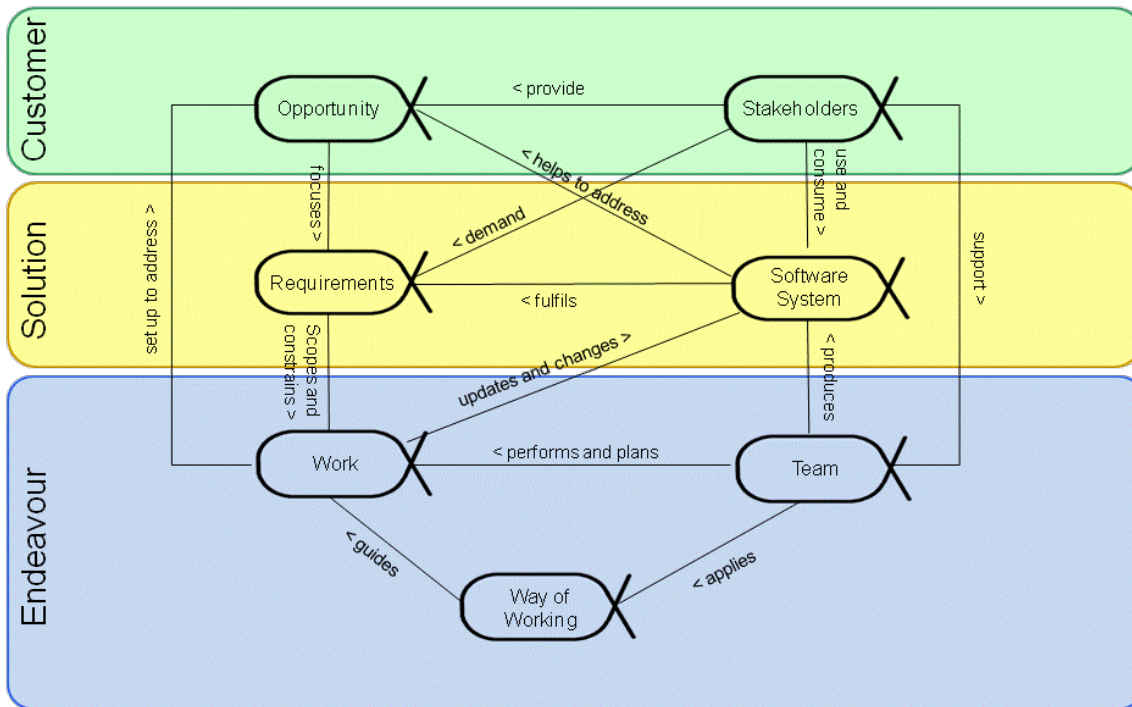 Customer
Opportunity
< provide
Stakeholders
focuses >
< helps to address
use and
consume >
< demand
Solution
set up to address <
Requirements
< fulfils
Software
System
support >
Scopes and
constrains >
updates and changes >
< produces
Endeavour
Work
< performs and plans
Team
< guides
< applies
Way of
Working